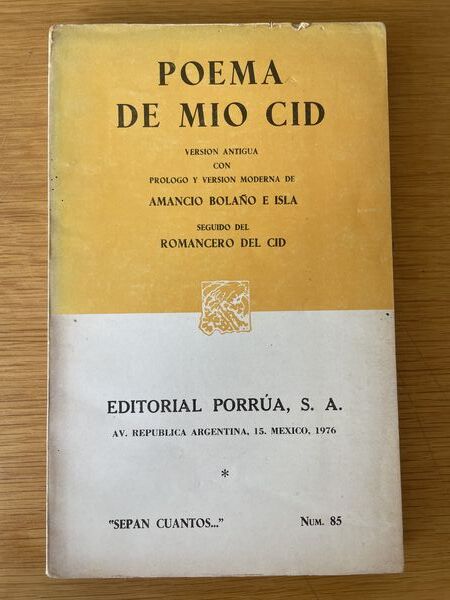 POEMA
DE MIO CID
VERSION ANTIGUA
CON
PROLOGO Y VERSION MODERNA DE
AMANCIO BOLAÑO E ISLA
SEGUIDO DEL
ROMANCERO DEL CID
EDITORIAL PORRÚA, S. A.
AV. REPUBLICA ARGENTINA, 15. MEXICO, 1976
*
"SEPAN CUANTOS..." NUM. 85